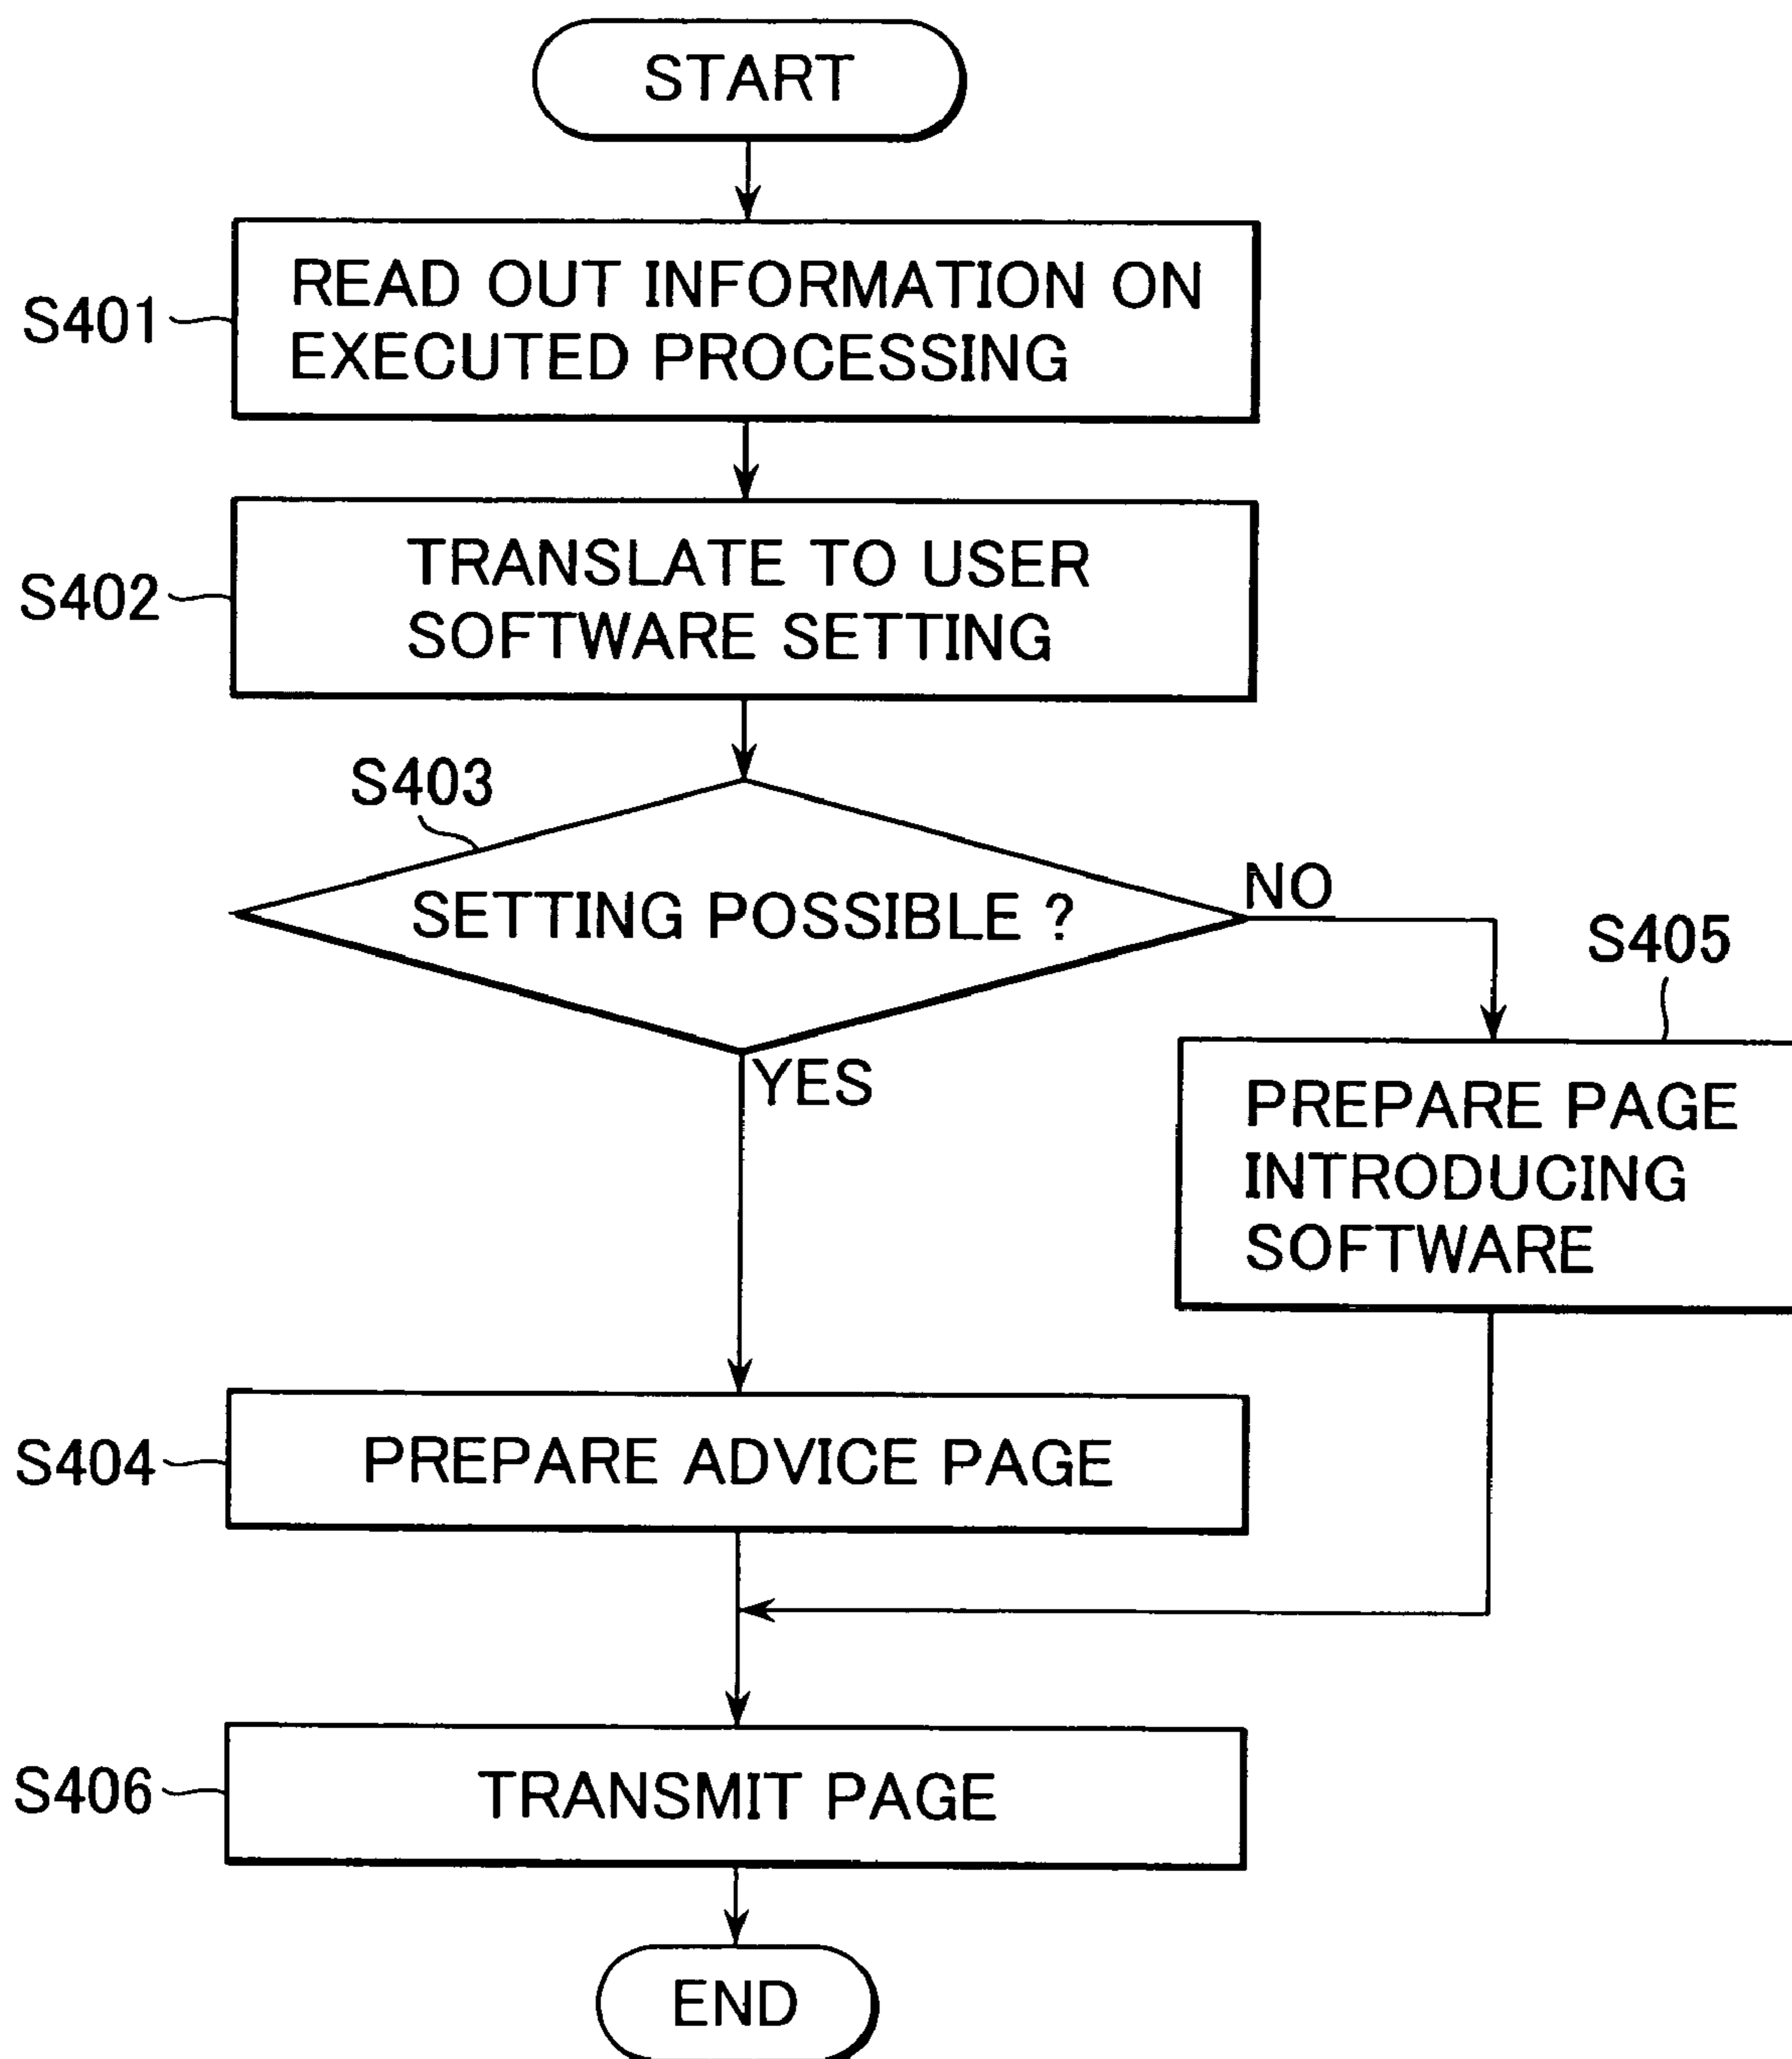 START
S401
READ OUT INFORMATION ON
EXECUTED PROCESSING
S402
TRANSLATE TO USER
SOFTWARE SETTING
S403
SETTING POSSIBLE ?
NO
YES
S405
PREPARE PAGE
INTRODUCING
SOFTWARE
S404
PREPARE ADVICE PAGE
S406
TRANSMIT PAGE
END